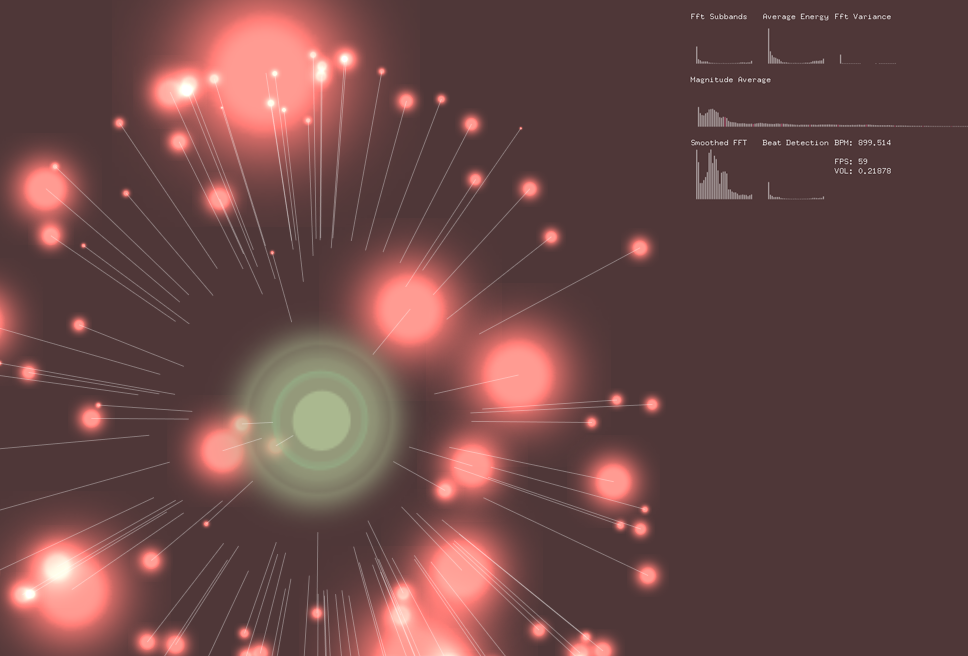 Fft Subbands Average Energy Fft Variance
Magnitude Average
Smoothed FFT Beat Detection BPM: 899.514
FPS: 59
VOL: 0.21878